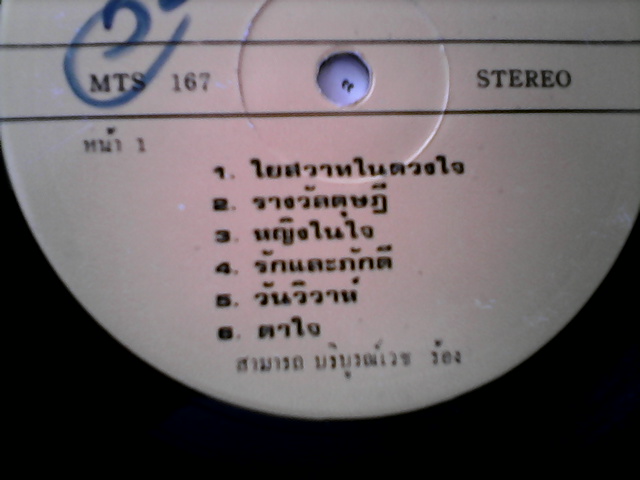 MTS 167 STEREO
หน้า 1
1. ใยสวาทในดวงใจ
2. รางวัลดุษฎี
3. หญิงในใจ
4. รักและภักดี
5. วันวิวาห์
6. ตาใจ
สามารถ บริบูรณ์เวช ร้อง